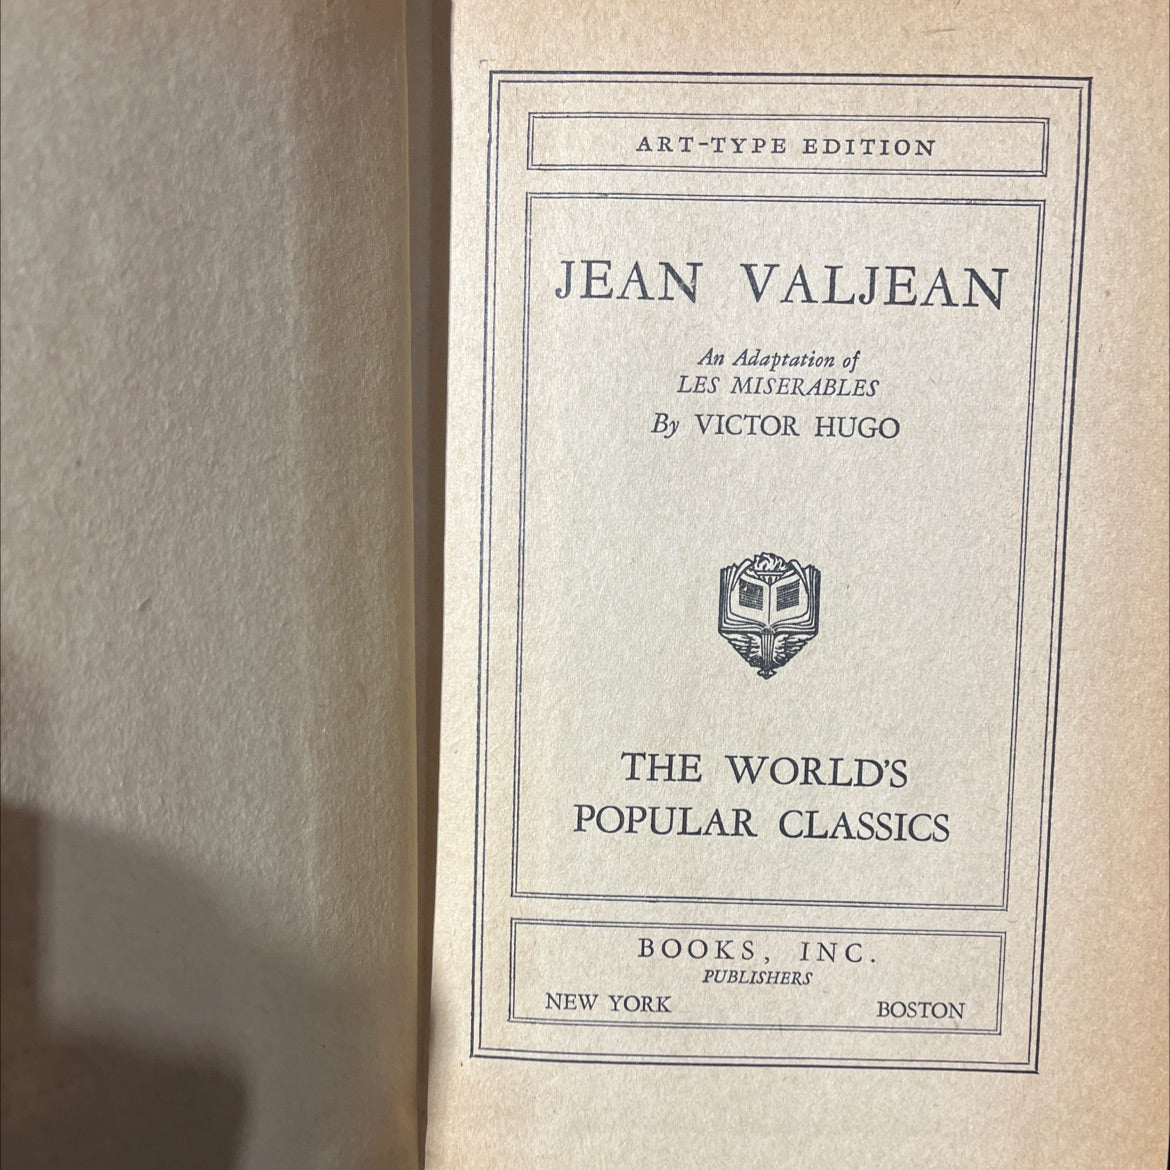 ART-TYPE EDITION
JEAN VALJEAN
An Adaptation of
LES MISERABLES
By VICTOR HUGO
THE WORLD'S
POPULAR CLASSICS
BOOKS, INC.
PUBLISHERS
NEW YORK BOSTON